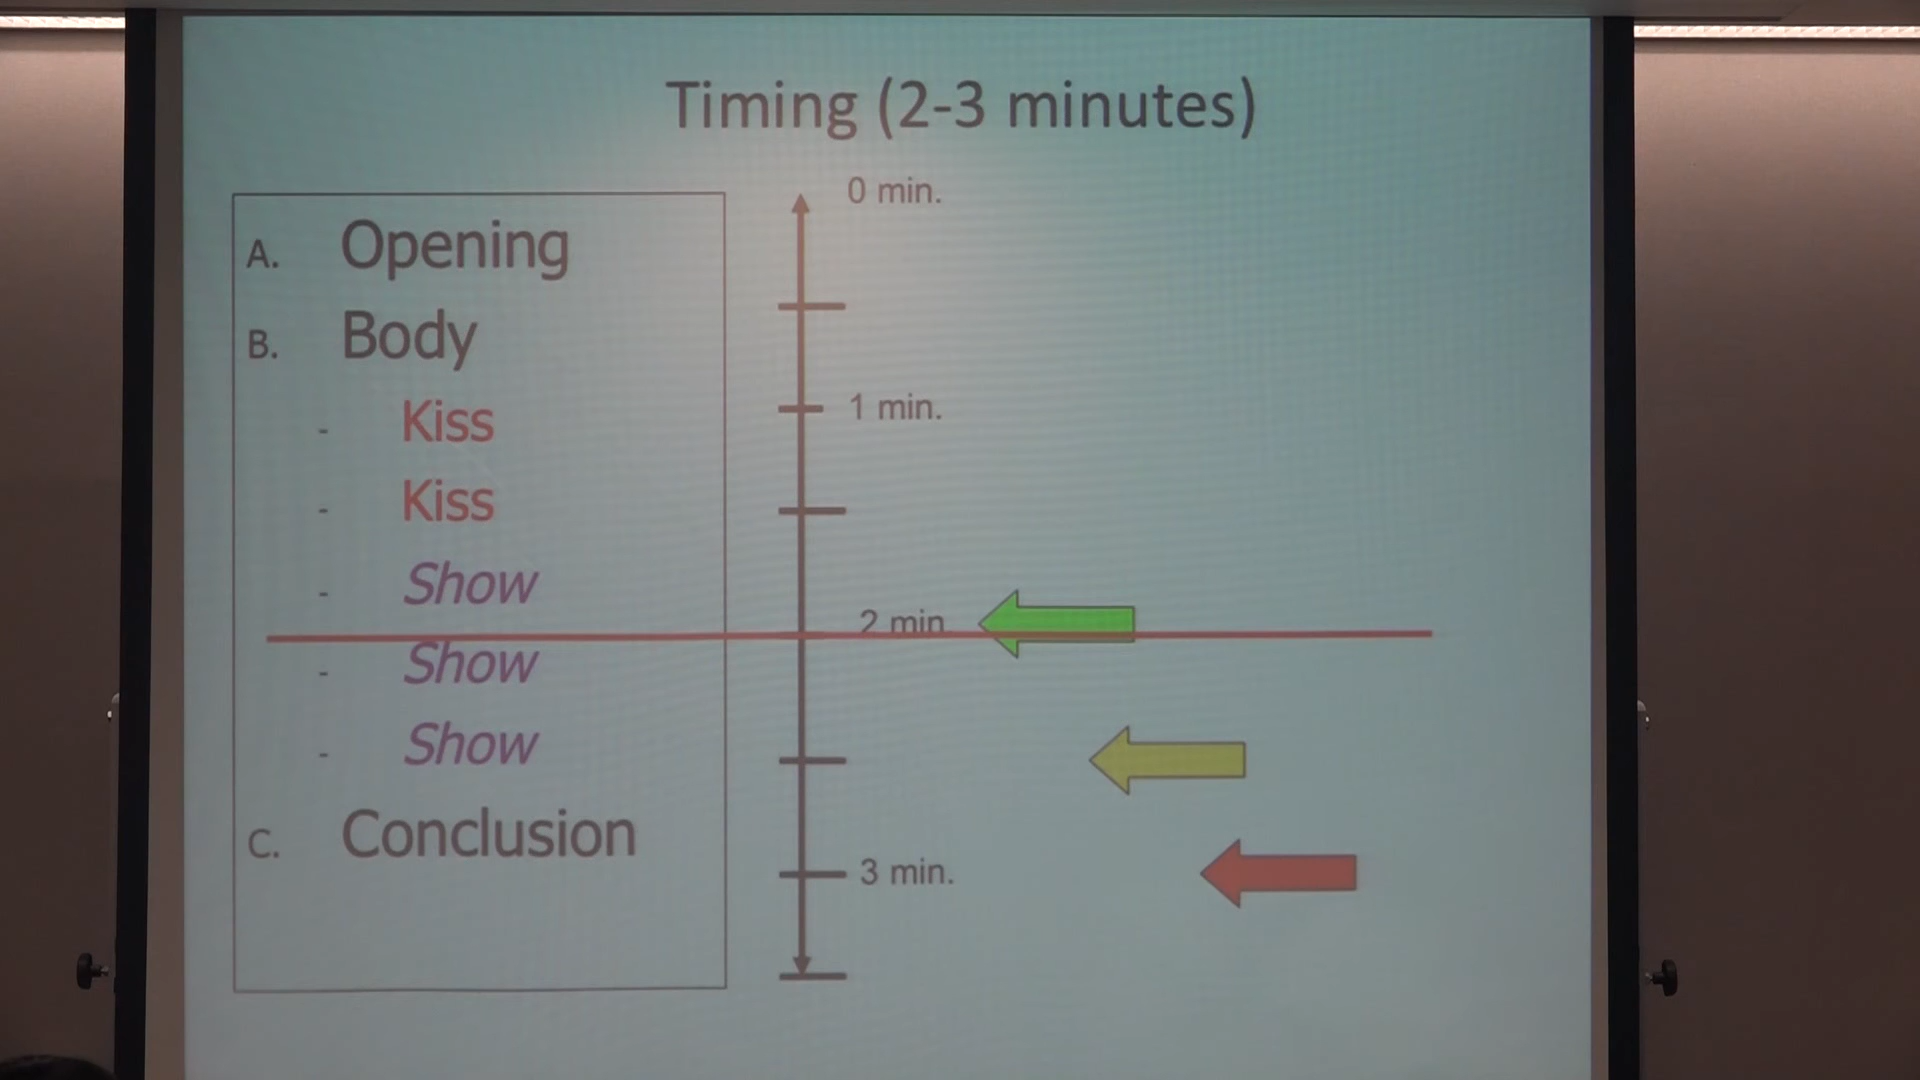 Timing (2-3 minutes)
0 min.
A. Opening
B. Body
- Kiss
1 min.
- Kiss
- Show
2 min
- Show
- Show
C. Conclusion
3 min.